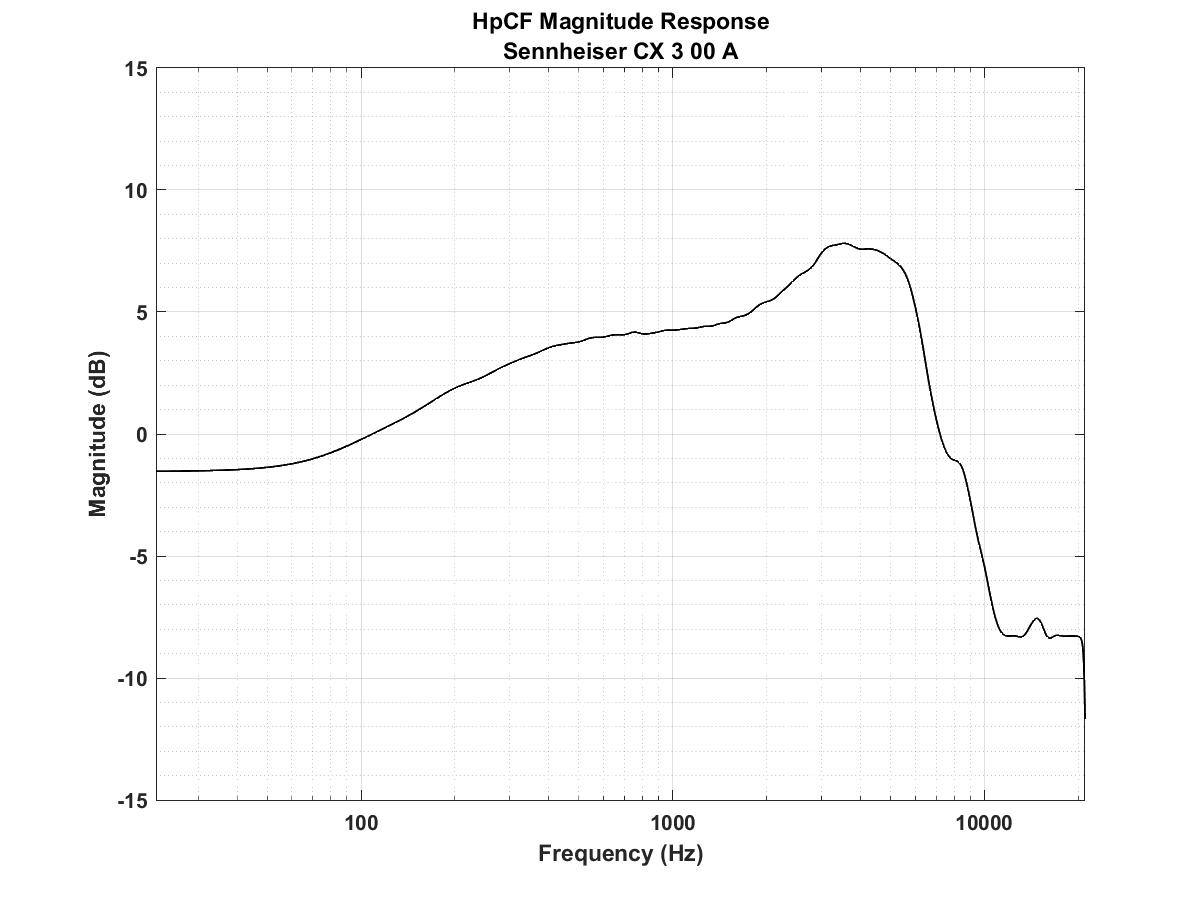 HpCF Magnitude Response
Sennheiser CX 3 00 A
15
10
5
0
-5
-10
-15
Magnitude (dB)
100
1000
10000
Frequency (Hz)